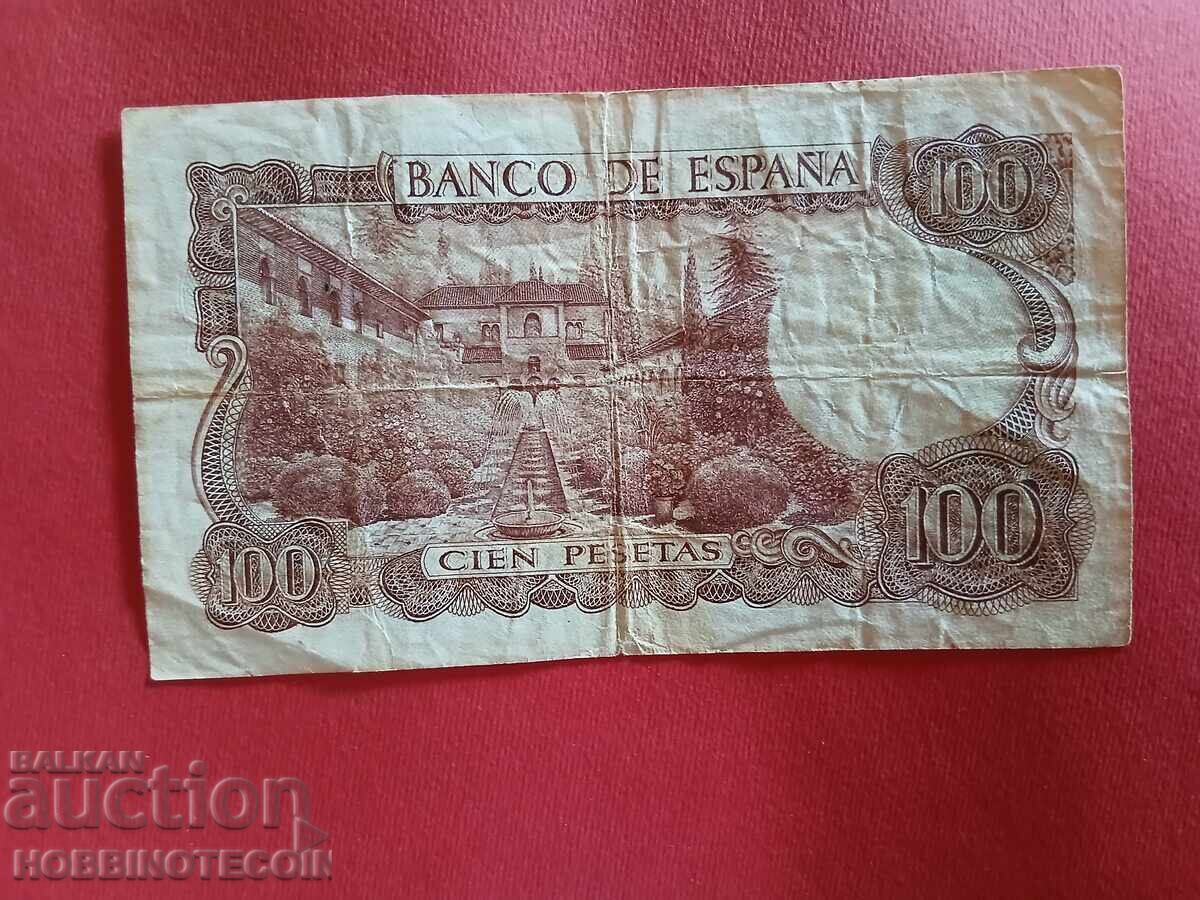 BANCO DE ESPAÑA
100
CIEN PESETAS
100
100
BALKAN
auction
HOBBINOTECOIN